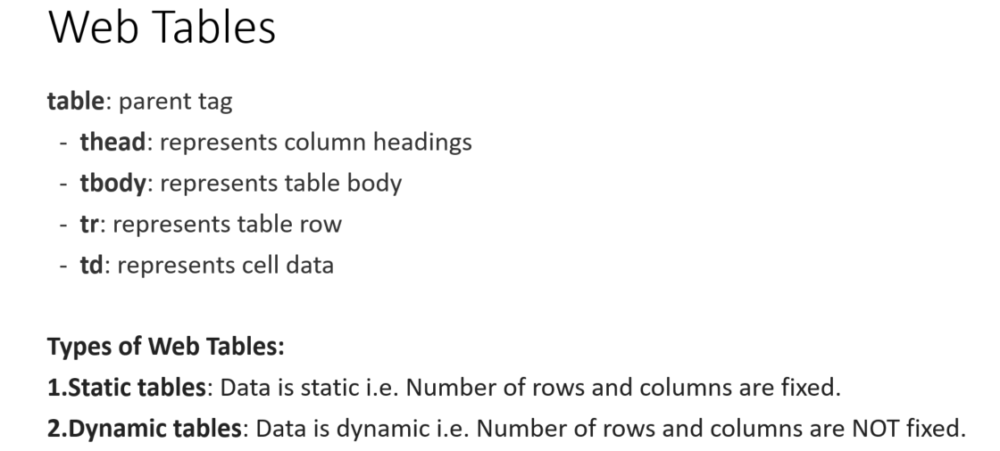 Web Tables
table: parent tag
- thead: represents column headings
- tbody: represents table body
- tr: represents table row
- td: represents cell data
Types of Web Tables:
1.Static tables: Data is static i.e. Number of rows and columns are fixed.
2.Dynamic tables: Data is dynamic i.e. Number of rows and columns are NOT fixed.